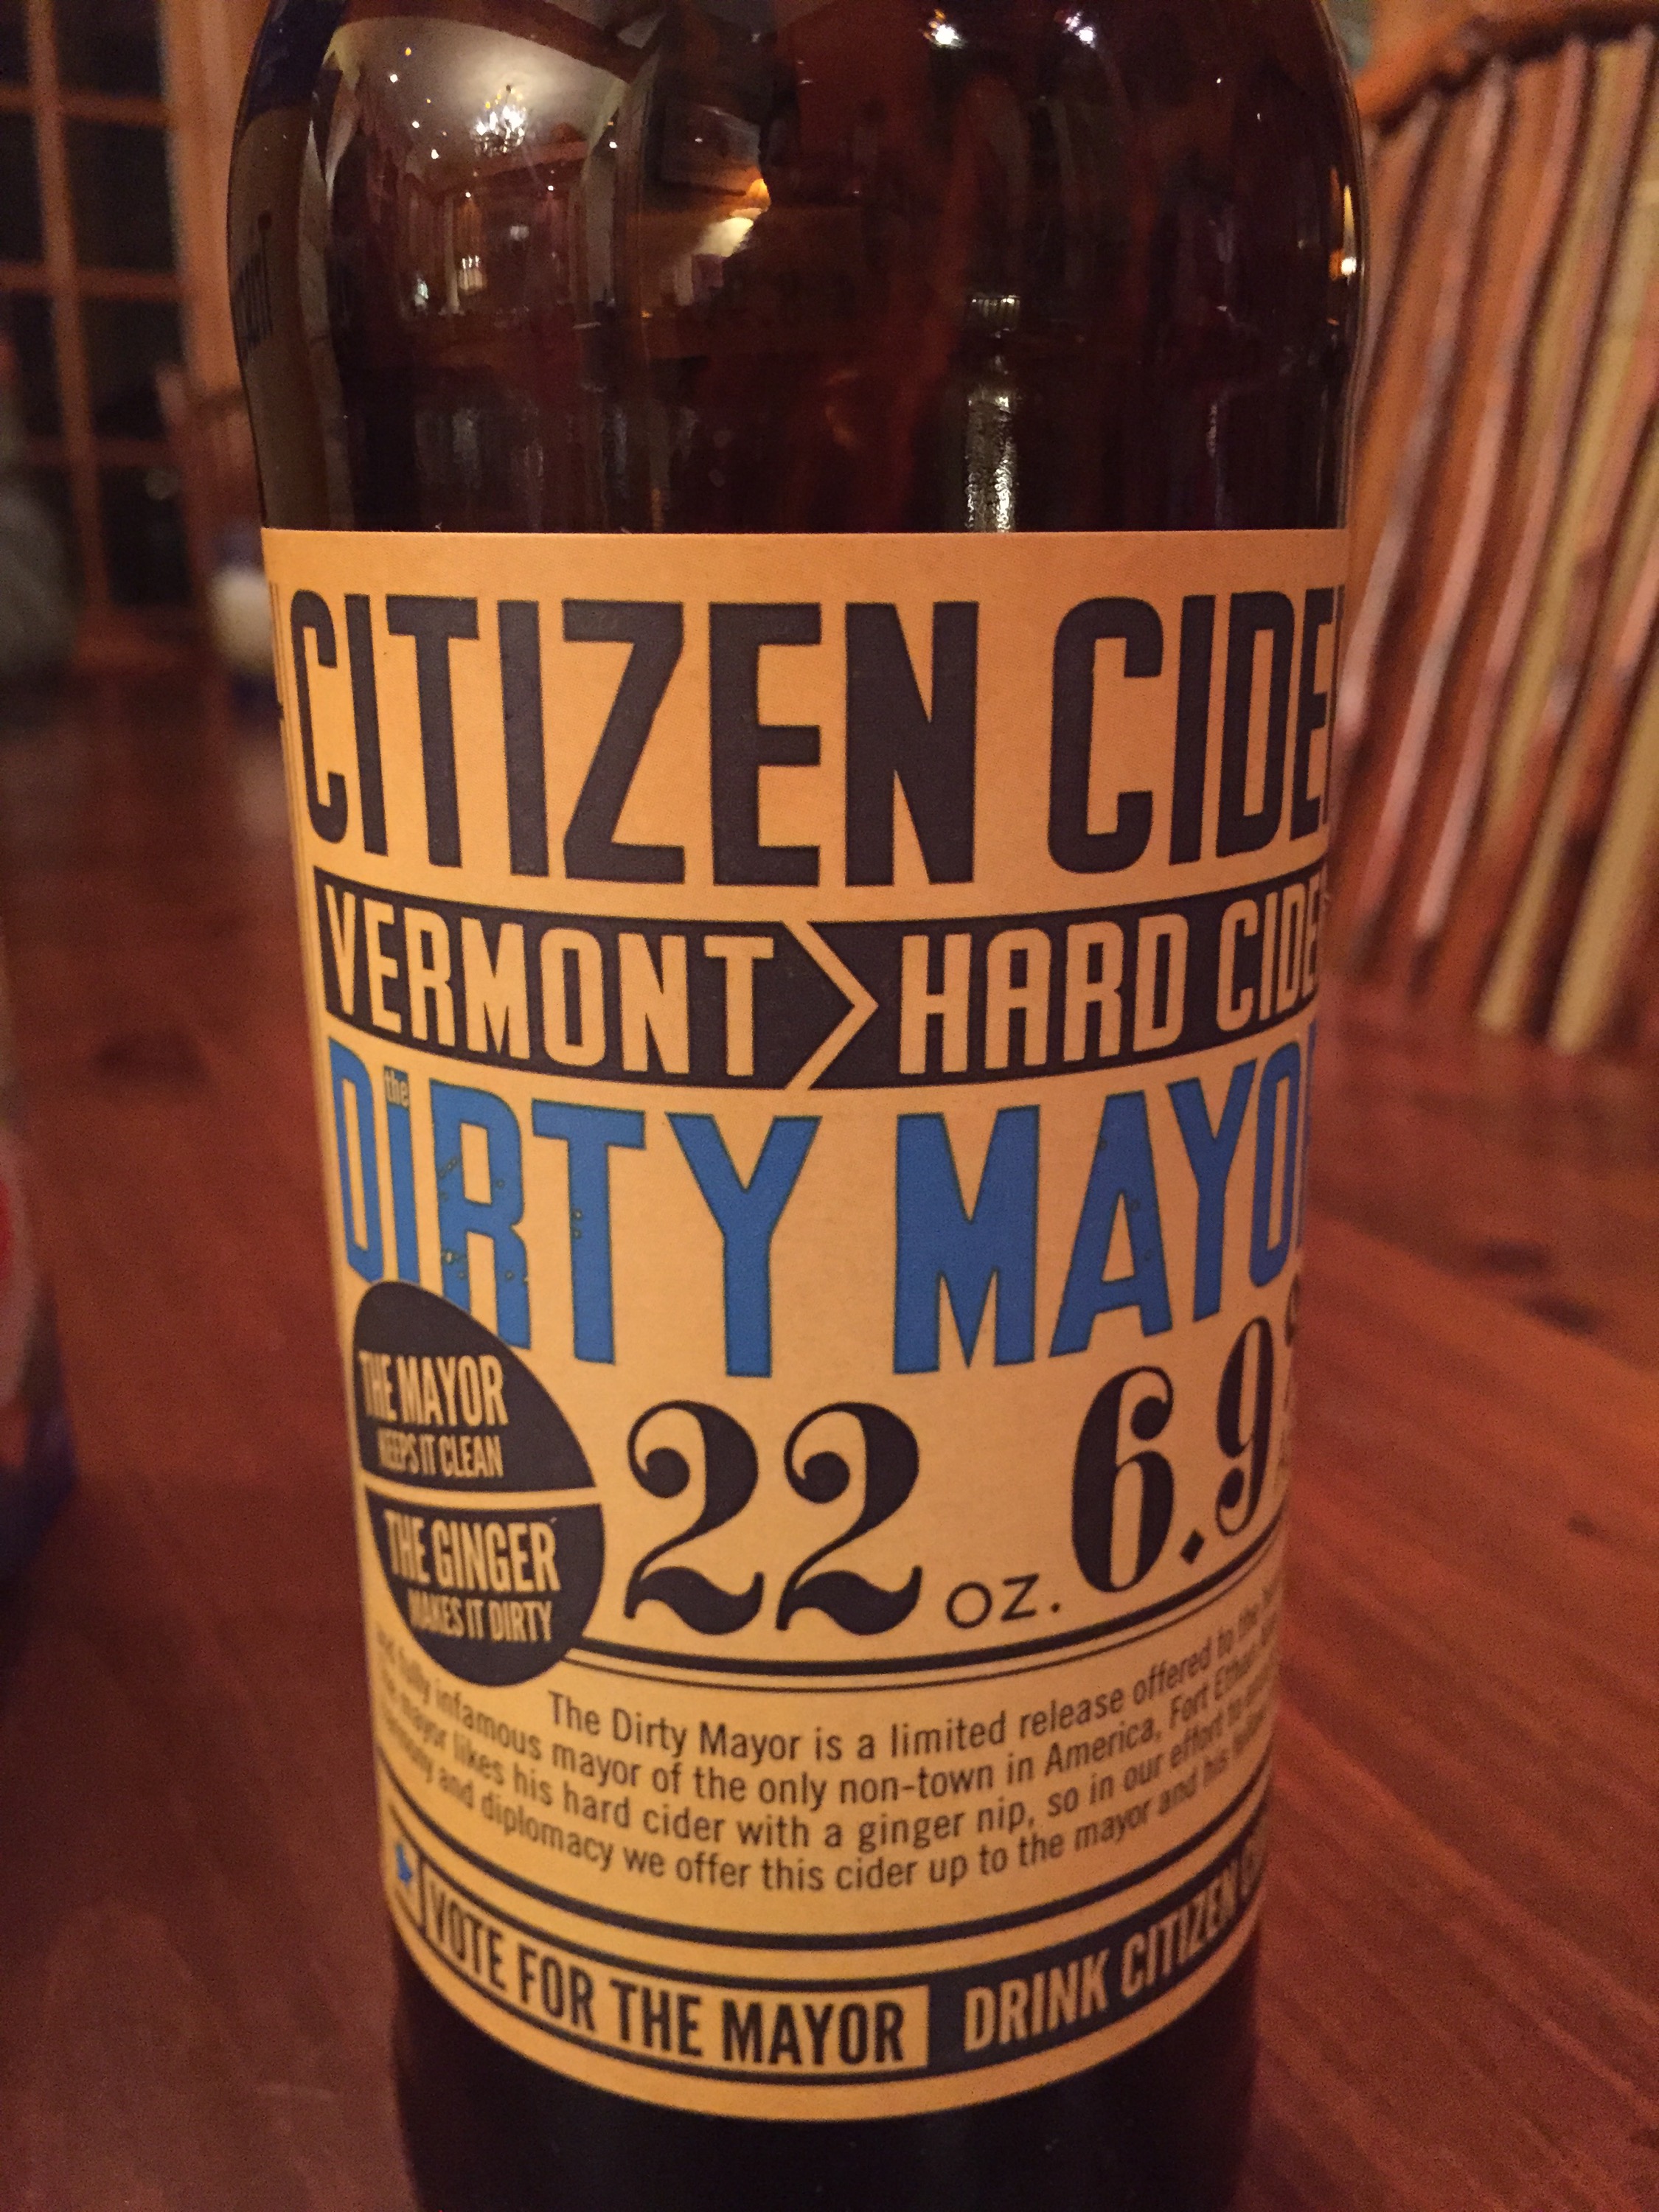 CITIZEN CIDE
VERMONT HARD CIDE
the
DIRTY MAYO
THE MAYOR
KEEPS IT CLEAN
THE GINGER
MAKES IT DIRTY
22 oz. 6.9
The Dirty Mayor is a limited release offered to the
fully infamous mayor of the only non-town in America, Fort Ethan
mayor likes his hard cider with a ginger nip, so in our effort to
and diplomacy we offer this cider up to the mayor and his
VOTE FOR THE MAYOR DRINK CITIZEN